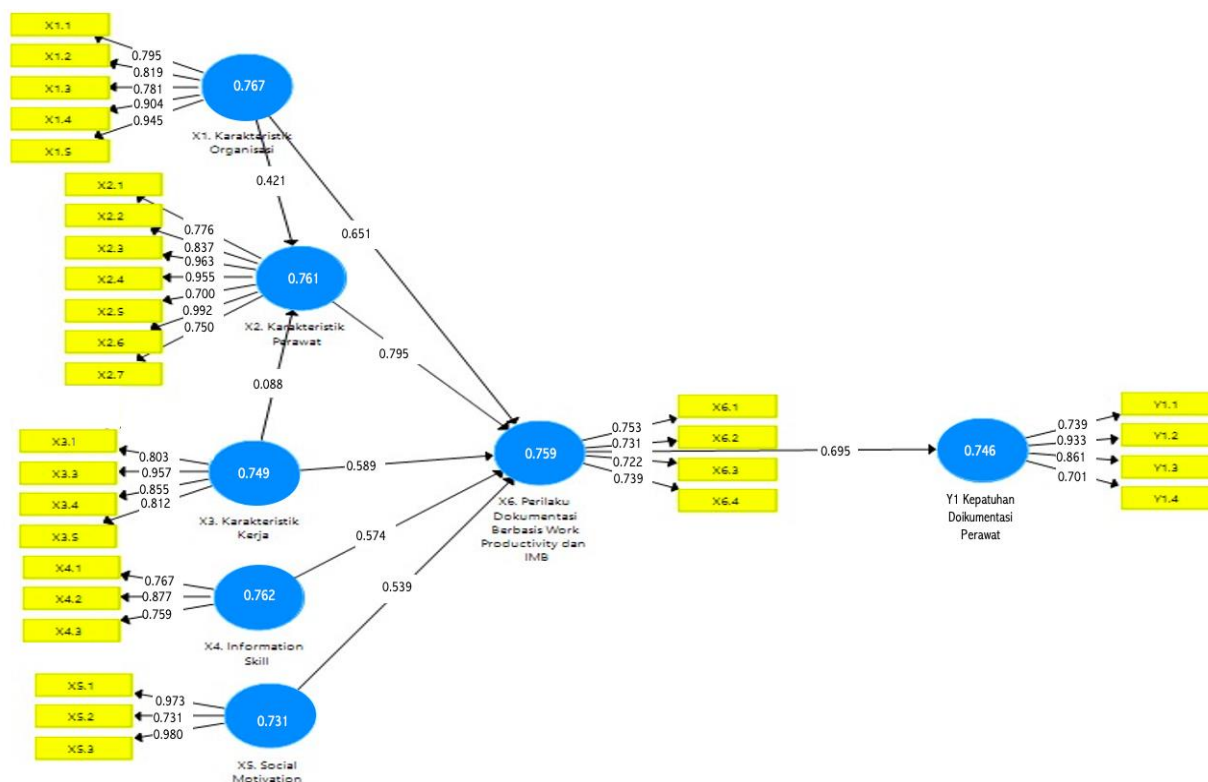 X1.1
X1.2
X1.3
X1.4
X1.5
0.795
0.819
0.781
0.904
0.945
0.767
X1. Karakteristik
Organisasi
0.421
0.651
X2.1
X2.2
X2.3
X2.4
X2.5
X2.6
X2.7
0.776
0.837
0.963
0.955
0.700
0.992
0.750
0.761
X2. Karakteristik
Perawat
0.795
0.088
X3.1
X3.3
X3.4
X3.5
0.803
0.957
0.855
0.812
0.749
X3. Karakteristik
Kerja
0.589
X4.1
X4.2
X4.3
0.767
0.877
0.759
0.762
X4. Information
Skill
0.574
X5.1
X5.2
X5.3
0.973
0.731
0.980
0.731
X5. Social
Motivation
0.539
0.759
X6. Perilaku
Dokumentasi
Berbasis Work
Productivity dan
IMB
0.753
0.731
0.722
0.739
X6.1
X6.2
X6.3
X6.4
0.695
0.746
Y1 Kepatuhan
Doikumentasi
Perawat
0.739
0.933
0.861
0.701
Y1.1
Y1.2
Y1.3
Y1.4